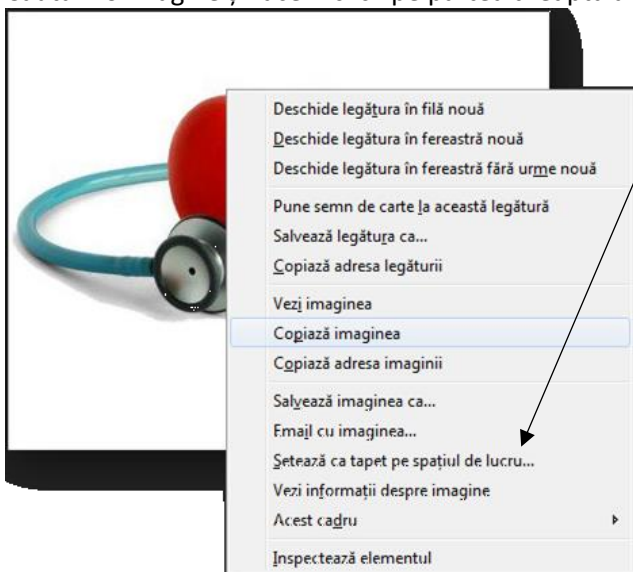 Deschide legătura în filă nouă
Deschide legătura în fereastră nouă
Deschide legătura în fereastră fără urme nouă
Pune semn de carte la această legătură
Salvează legătura ca...
Copiază adresa legăturii
Vezi imaginea
Copiază imaginea
Copiază adresa imaginii
Salvează imaginea ca...
Email cu imaginea...
Setează ca tapet pe spațiul de lucru...
Vezi informații despre imagine
Acest cadru
Inspectează elementul